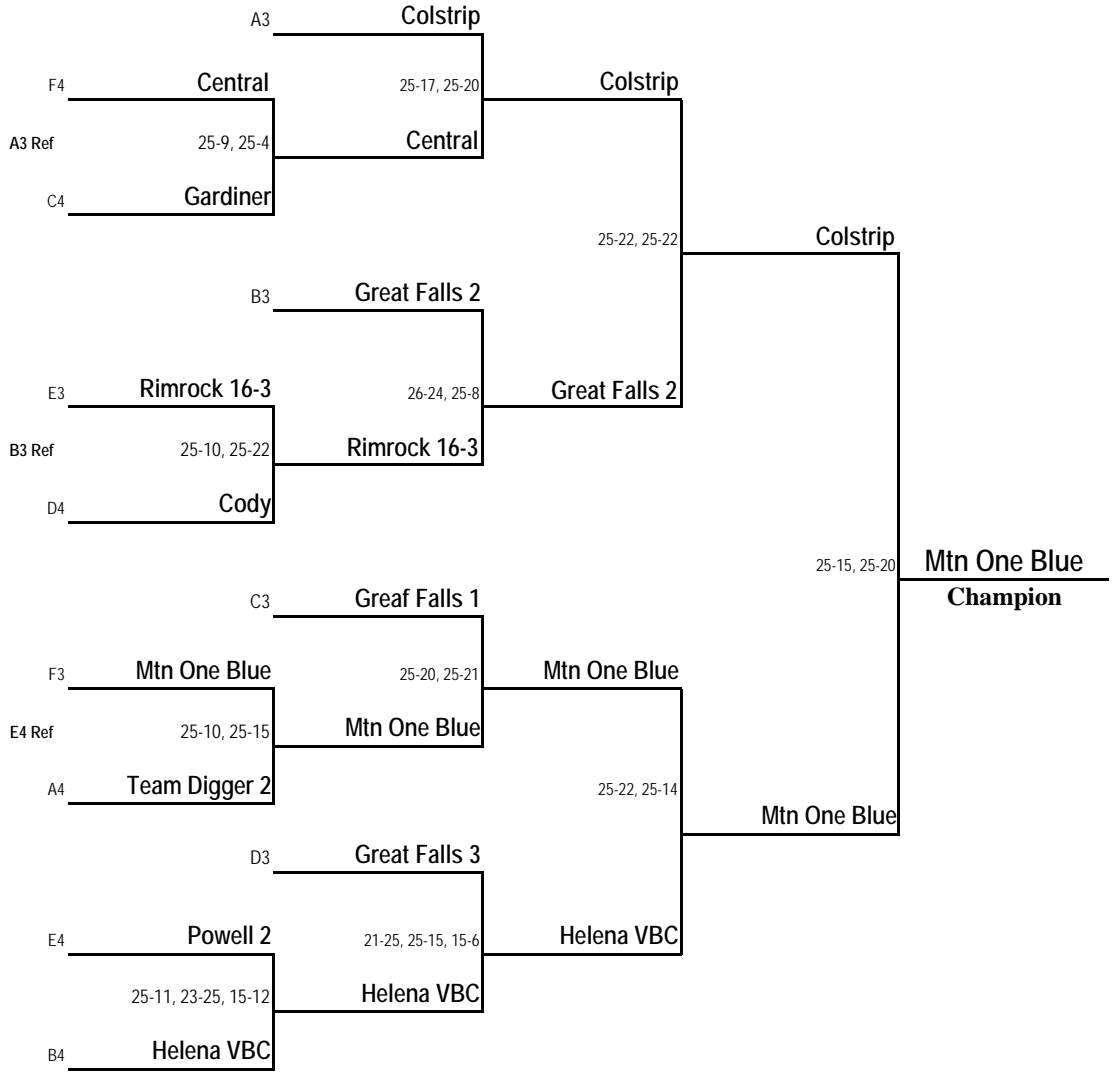 A3 Colstrip
F4 Central 25-17, 25-20 Colstrip
A3 Ref 25-9, 25-4 Central
C4 Gardiner
25-22, 25-22 Colstrip
B3 Great Falls 2
E3 Rimrock 16-3 26-24, 25-8 Great Falls 2
B3 Ref 25-10, 25-22 Rimrock 16-3
D4 Cody
25-15, 25-20 Mtn One Blue
Champion
C3 Greaf Falls 1
F3 Mtn One Blue 25-20, 25-21 Mtn One Blue
E4 Ref 25-10, 25-15 Mtn One Blue
A4 Team Digger 2 25-22, 25-14
Mtn One Blue
D3 Great Falls 3
E4 Powell 2 21-25, 25-15, 15-6 Helena VBC
25-11, 23-25, 15-12 Helena VBC
B4 Helena VBC